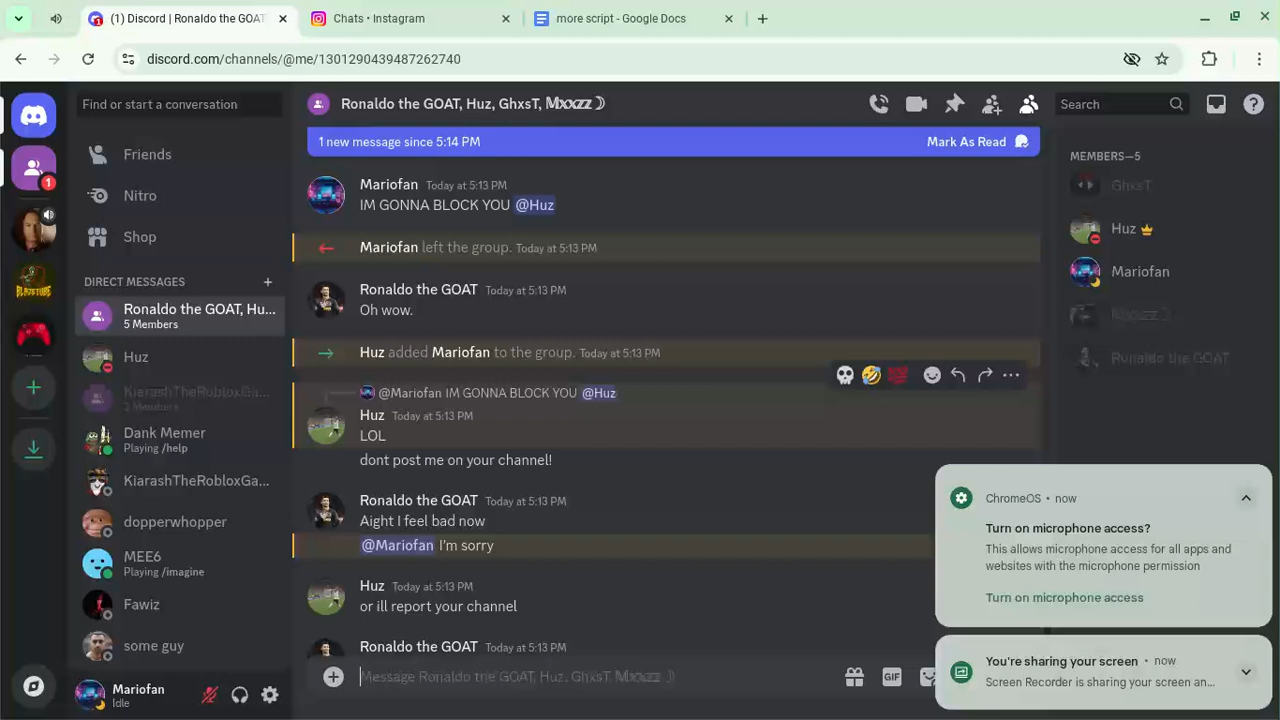 (1) Discord | Ronaldo the GOAT
Chats • Instagram
more script - Google Docs
discord.com/channels/@me/1301290439487262740
Find or start a conversation
Friends
Nitro
Shop
DIRECT MESSAGES
Ronaldo the GOAT, Hu...
5 Members
Huz
KiarashTheRobloxGa...
2 Members
Dank Memer
Playing /help
KiarashTheRobloxGa...
dopperwhopper
MEE6
Playing /imagine
Fawiz
some guy
Mariofan
Idle
1
Ronaldo the GOAT, Huz, GhxsT, 𝕄𝕩𝕩𝕫𝕫☽
Search
1 new message since 5:14 PM
Mark As Read
Mariofan Today at 5:13 PM
IM GONNA BLOCK YOU @Huz
Mariofan left the group. Today at 5:13 PM
Ronaldo the GOAT Today at 5:13 PM
Oh wow.
Huz added Mariofan to the group. Today at 5:13 PM
@Mariofan IM GONNA BLOCK YOU @Huz
Huz Today at 5:13 PM
LOL
dont post me on your channel!
Ronaldo the GOAT Today at 5:13 PM
Aight I feel bad now
@Mariofan I'm sorry
Huz Today at 5:13 PM
or ill report your channel
Ronaldo the GOAT Today at 5:13 PM
Message Ronaldo the GOAT, Huz, GhxsT, 𝕄𝕩𝕩𝕫𝕫☽
GIF
MEMBERS—5
GhxsT
Huz
Mariofan
𝕄𝕩𝕩𝕫𝕫☽
Ronaldo the GOAT
ChromeOS • now
Turn on microphone access?
This allows microphone access for all apps and
websites with the microphone permission
Turn on microphone access
You're sharing your screen • now
Screen Recorder is sharing your screen an...